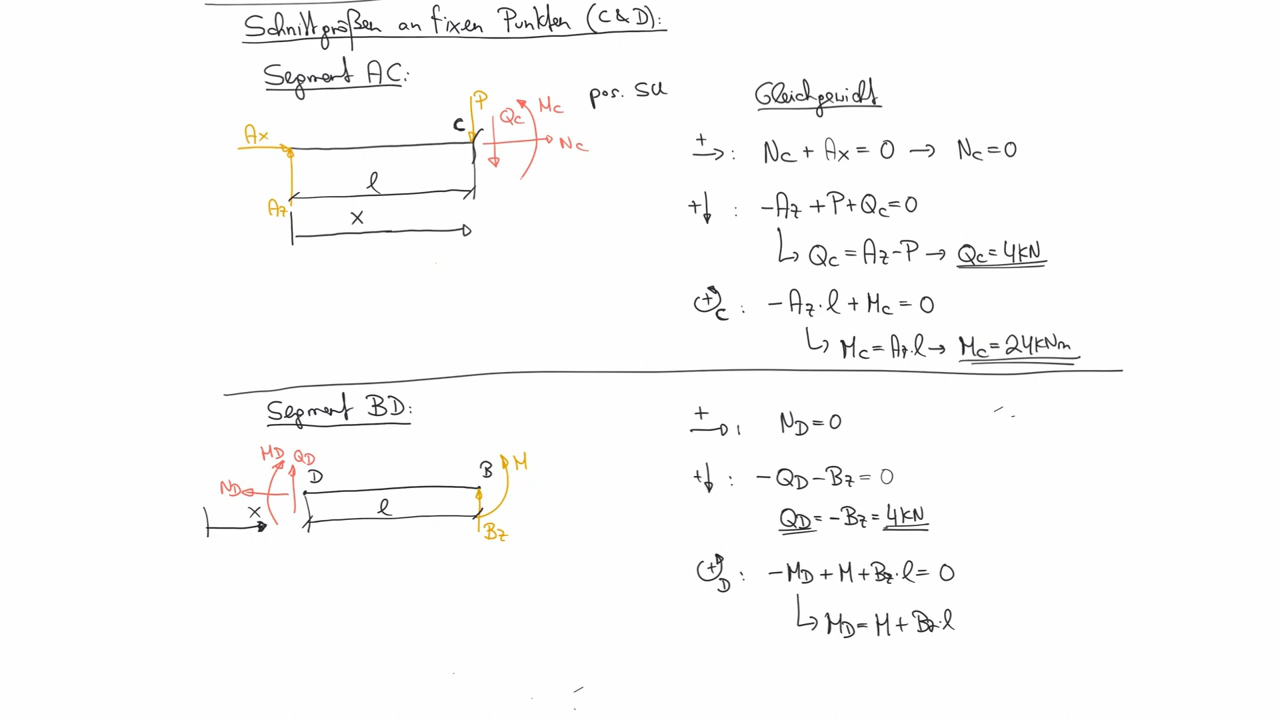 Schnittgrößen an fixen Punkten (C & D):
Segment AC:
pos. SU
Gleichgewicht
P
C
Qc
Mc
Nc
Ax
Az
l
x
+→: Nc + Ax = 0 → Nc = 0
+↓: -Az + P + Qc = 0
↳ Qc = Az - P → Qc = 4kN
+C: -Az · l + Mc = 0
↳ Mc = Az · l → Mc = 24kNm
Segment BD:
MD
QD
ND
D
B
M
x
l
Bz
+→: ND = 0
+↓: -QD - Bz = 0
QD = -Bz = 4kN
+D: -MD + M + Bz · l = 0
↳ MD = M + Bz · l